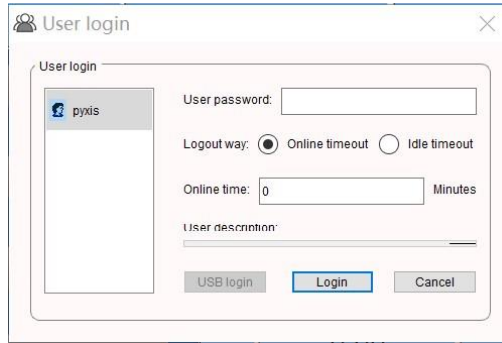 User login
User login
pyxis
User password:
Logout way: Online timeout Idle timeout
Online time: 0 Minutes
User description:
USB login Login Cancel